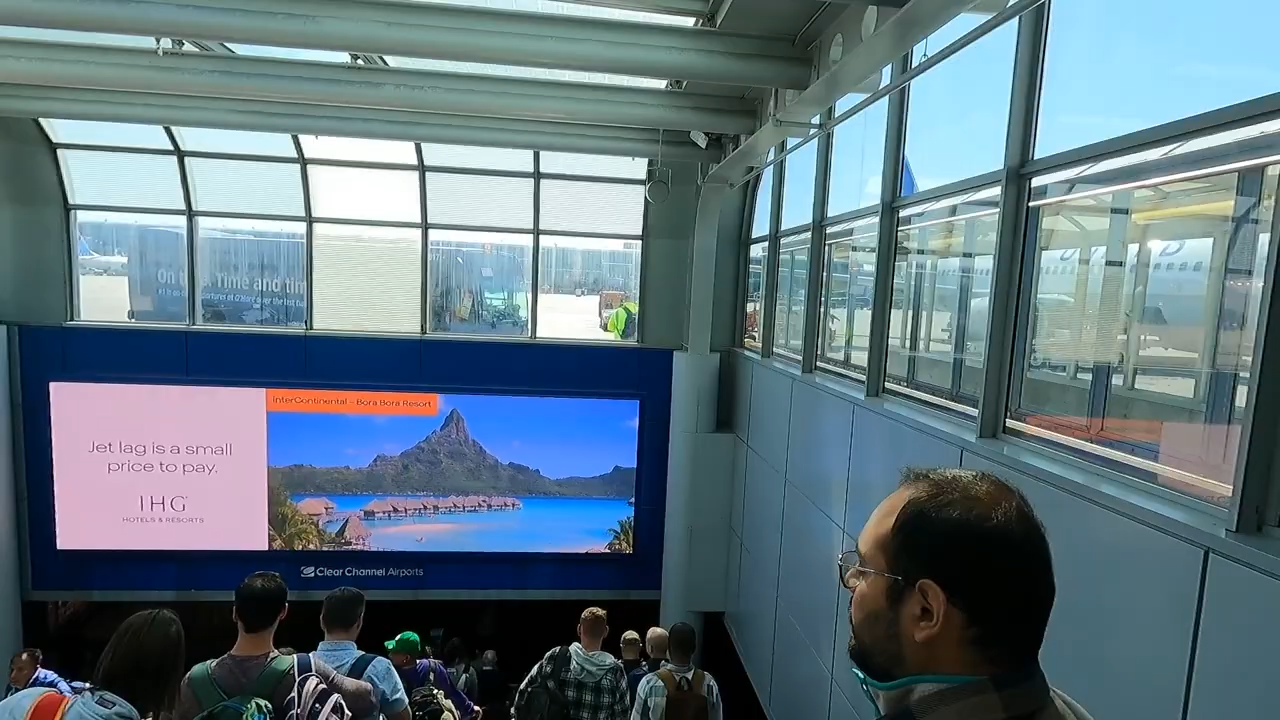 On t
Time and tim
InterContinental - Bora Bora Resort
Jet lag is a small
price to pay.
IHG
HOTELS & RESORTS
Clear Channel Airports